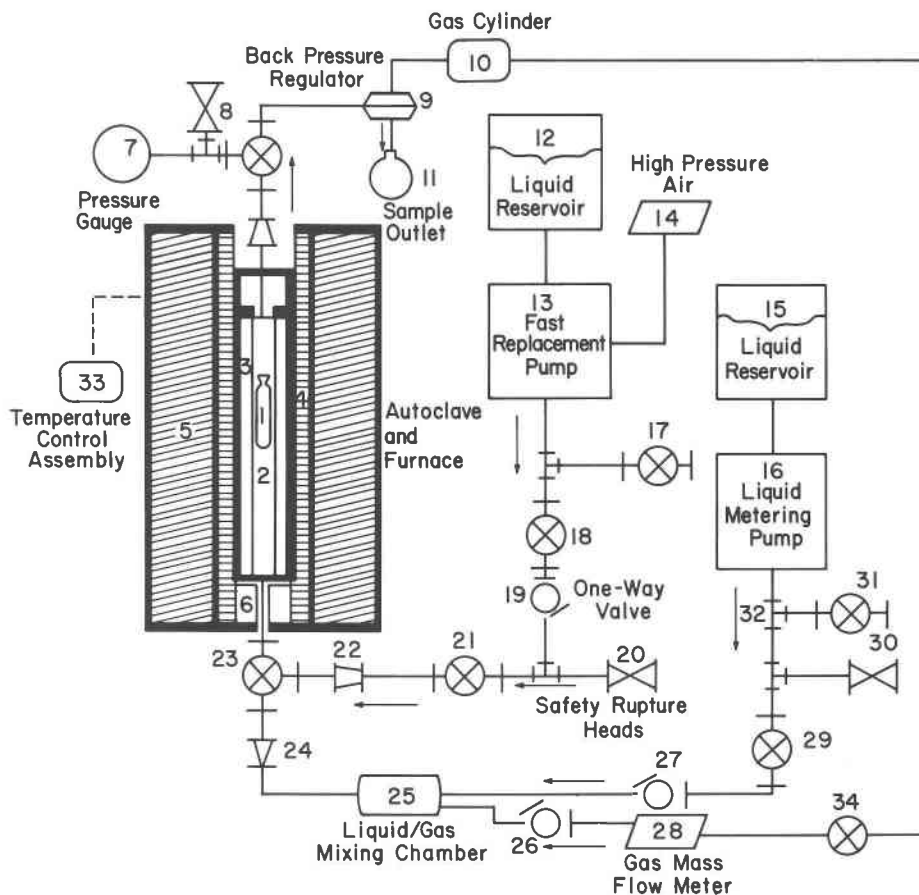 Gas Cylinder
10
Back Pressure
Regulator
8
9
12
Liquid
Reservoir
7
11
Sample
Outlet
High Pressure
Air
14
Pressure
Gauge
13
Fast
Replacement
Pump
15
Liquid
Reservoir
33
Temperature
Control
Assembly
5
3
1
4
2
Autoclave
and
Furnace
17
16
Liquid
Metering
Pump
18
6
19
One-Way
Valve
32
31
30
23
22
21
20
Safety Rupture
Heads
29
24
27
25
Liquid/Gas
Mixing Chamber
26
28
Gas Mass
Flow Meter
34